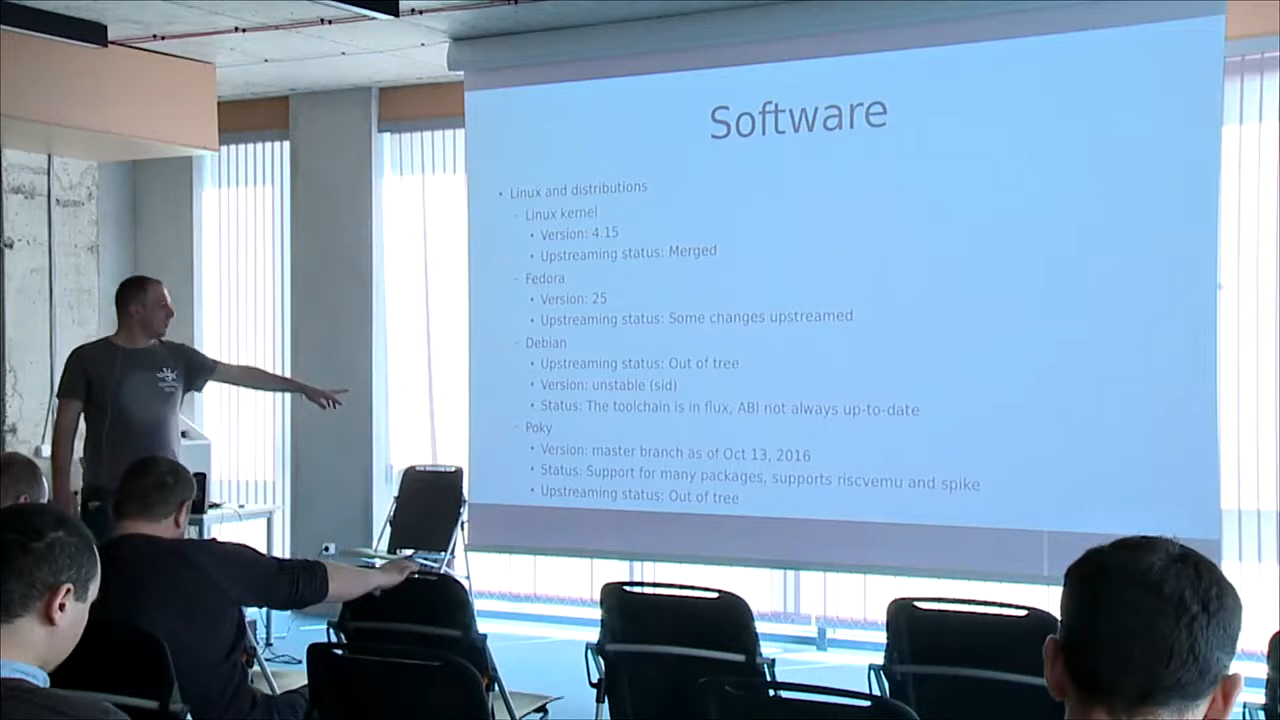 Software
• Linux and distributions
– Linux kernel
• Version: 4.15
• Upstreaming status: Merged
– Fedora
• Version: 25
• Upstreaming status: Some changes upstreamed
– Debian
• Upstreaming status: Out of tree
• Version: unstable (sid)
• Status: The toolchain is in flux, ABI not always up-to-date
– Poky
• Version: master branch as of Oct 13, 2016
• Status: Support for many packages, supports riscvemu and spike
• Upstreaming status: Out of tree